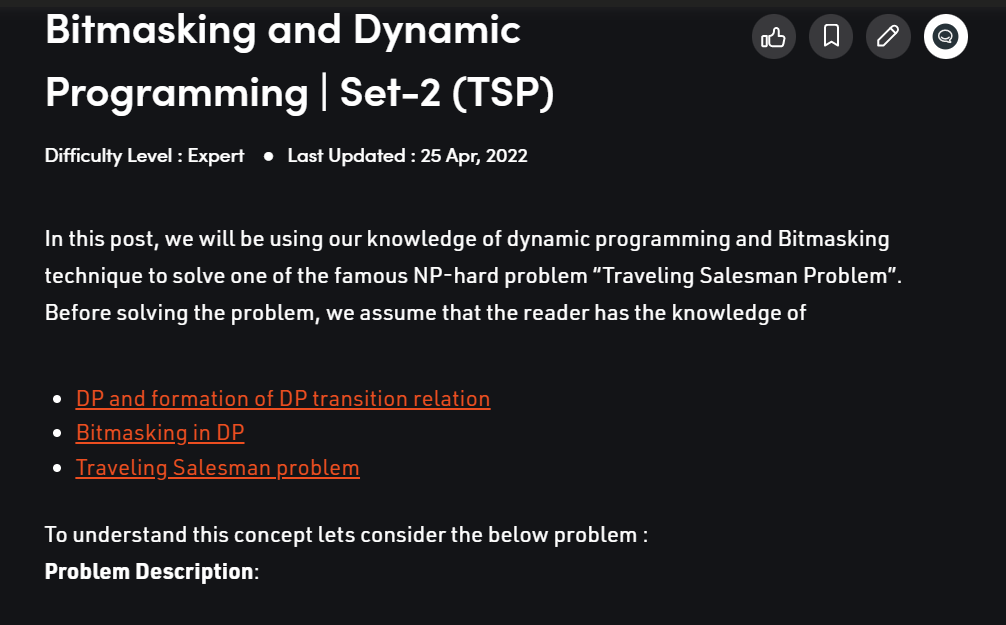 Bitmasking and Dynamic
Programming | Set-2 (TSP)
Difficulty Level : Expert ● Last Updated : 25 Apr, 2022
In this post, we will be using our knowledge of dynamic programming and Bitmasking
technique to solve one of the famous NP-hard problem “Traveling Salesman Problem”.
Before solving the problem, we assume that the reader has the knowledge of
• DP and formation of DP transition relation
• Bitmasking in DP
• Traveling Salesman problem
To understand this concept lets consider the below problem :
Problem Description: